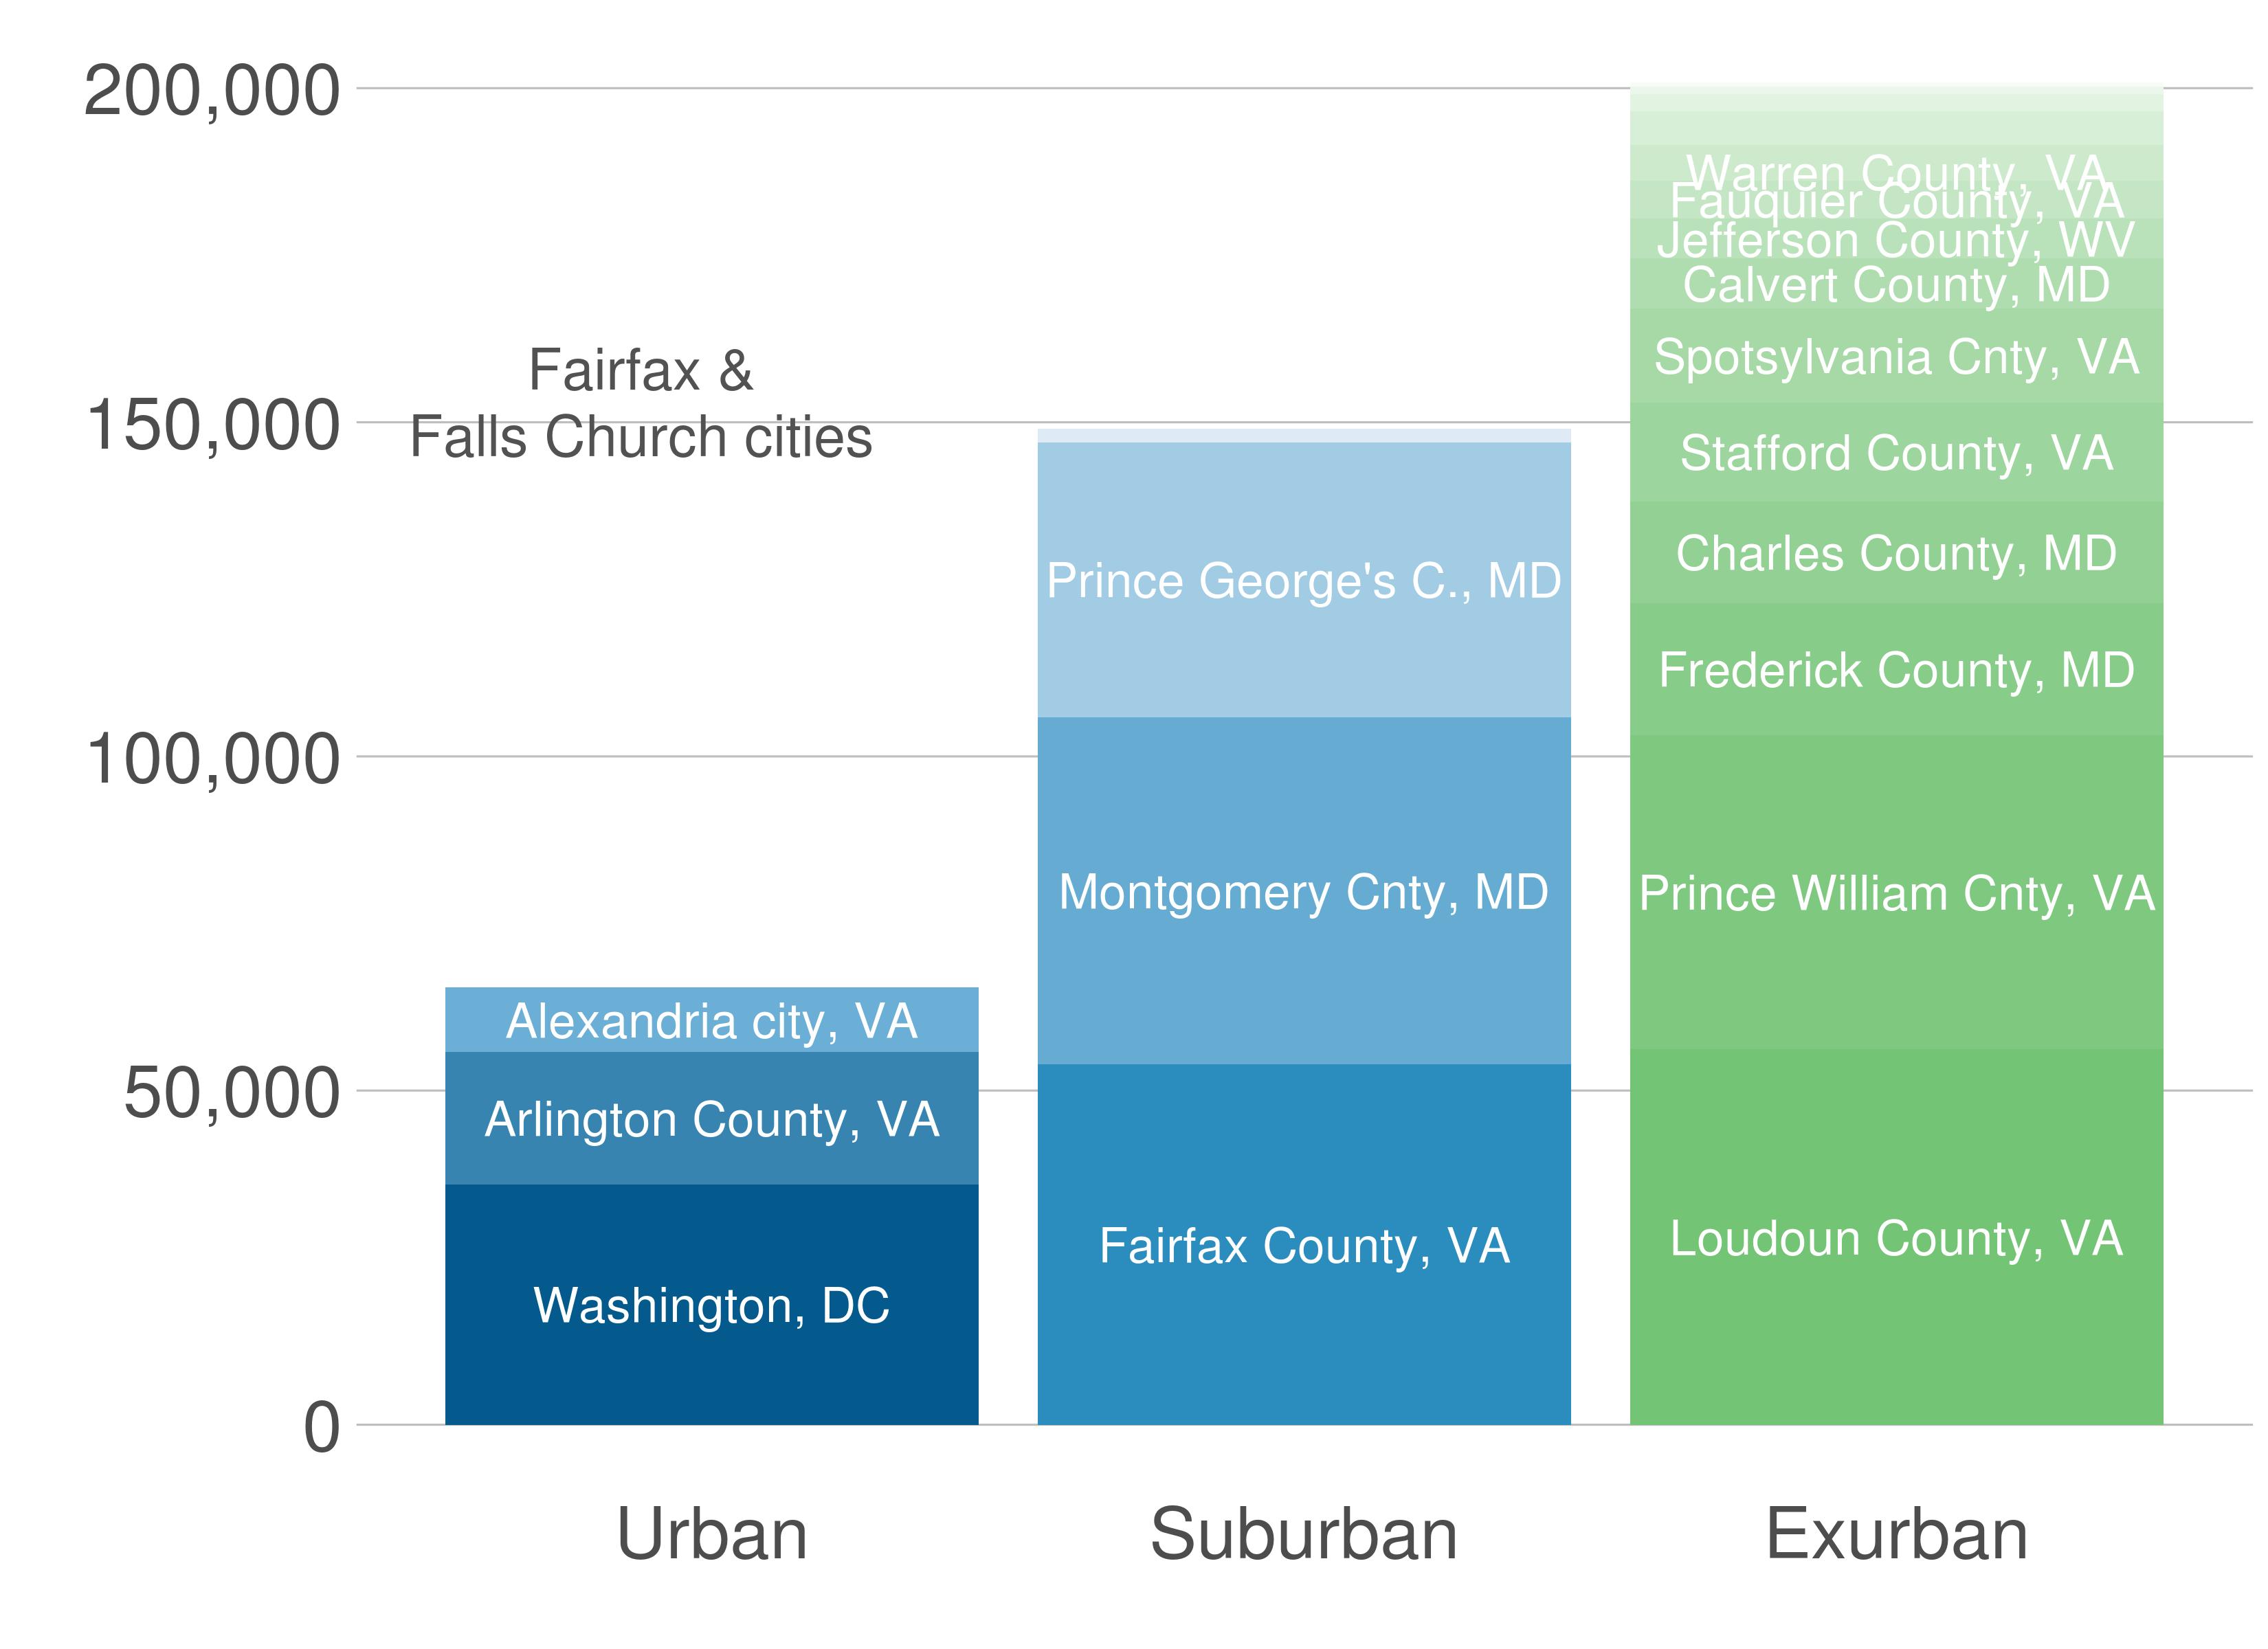 200,000
150,000
100,000
50,000
0
Fairfax &
Falls Church cities
Alexandria city, VA
Arlington County, VA
Washington, DC
Prince George's C., MD
Montgomery Cnty, MD
Fairfax County, VA
Warren County, VA
Fauquier County, VA
Jefferson County, WV
Calvert County, MD
Spotsylvania Cnty, VA
Stafford County, VA
Charles County, MD
Frederick County, MD
Prince William Cnty, VA
Loudoun County, VA
Urban
Suburban
Exurban